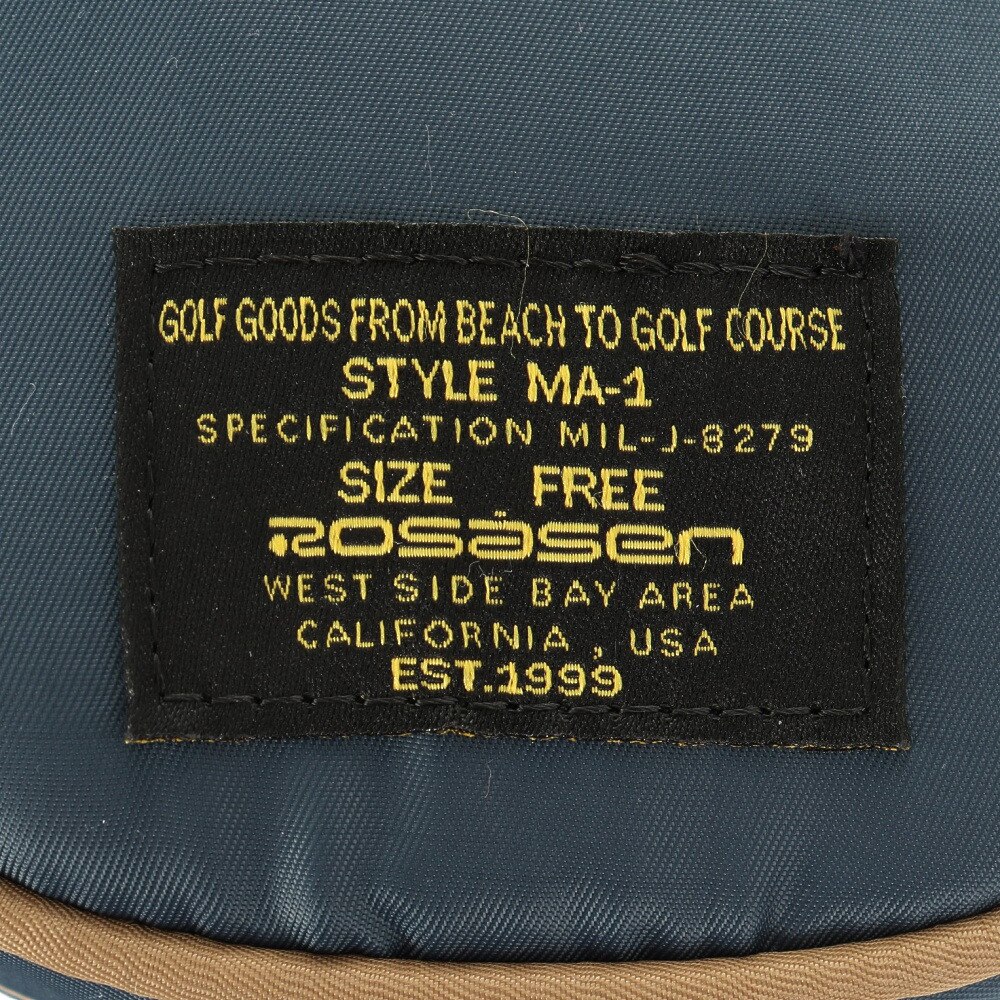 GOLF GOODS FROM BEACH TO GOLF COURSE
STYLE MA-1
SPECIFICATION MIL-J-8279
SIZE FREE
ROSÄSEN
WEST SIDE BAY AREA
CALIFORNIA , USA
EST.1999